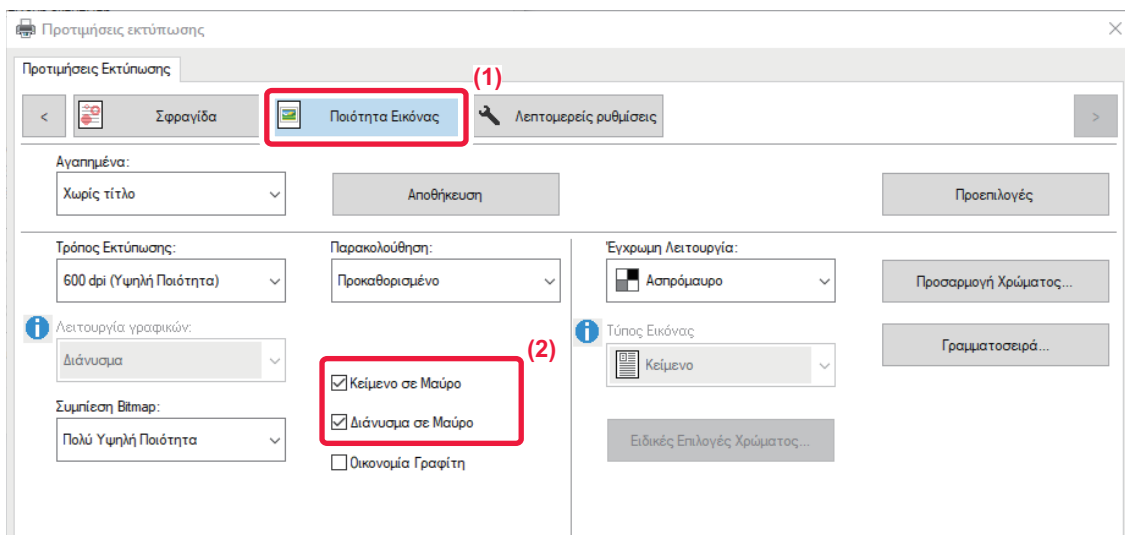 Προτιμήσεις εκτύπωσης
Προτιμήσεις Εκτύπωσης
(1)
< Σφραγίδα Ποιότητα Εικόνας Λεπτομερείς ρυθμίσεις >
Αγαπημένα:
Χωρίς τίτλο Αποθήκευση Προεπιλογές
Τρόπος Εκτύπωσης: Παρακολούθηση: Έγχρωμη Λειτουργία:
600 dpi (Υψηλή Ποιότητα) Προκαθορισμένο Ασπρόμαυρο Προσαρμογή Χρώματος...
Λειτουργία γραφικών: Τύπος Εικόνας
(2)
Διάνυσμα Κείμενο Γραμματοσειρά...
Κείμενο σε Μαύρο
Συμπίεση Bitmap: Διάνυσμα σε Μαύρο
Πολύ Υψηλή Ποιότητα Ειδικές Επιλογές Χρώματος...
Οικονομία Γραφίτη